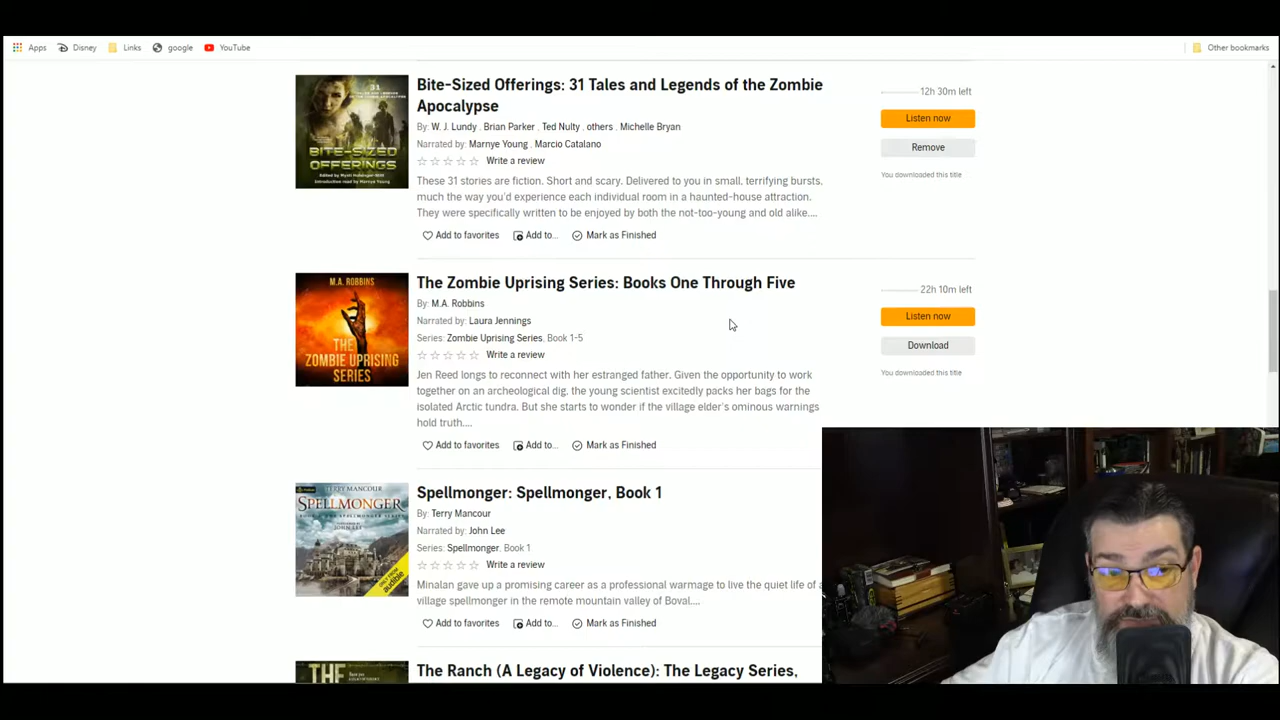 Apps Disney Links google YouTube Other bookmarks
31
BITE-SIZED
OFFERINGS
Bite-Sized Offerings: 31 Tales and Legends of the Zombie
Apocalypse
By: W. J. Lundy . Brian Parker . Ted Nulty . others . Michelle Bryan
Narrated by: Marnye Young . Marcio Catalano
Write a review
These 31 stories are fiction. Short and scary. Delivered to you in small, terrifying bursts,
much the way you'd experience each individual room in a haunted-house attraction.
They were specifically written to be enjoyed by both the not-too-young and old alike....
Add to favorites Add to... Mark as Finished
12h 30m left
Listen now
Remove
You downloaded this title
M.A. ROBBINS
THE
ZOMBIE UPRISING
SERIES
The Zombie Uprising Series: Books One Through Five
By: M.A. Robbins
Narrated by: Laura Jennings
Series: Zombie Uprising Series, Book 1-5
Write a review
Jen Reed longs to reconnect with her estranged father. Given the opportunity to work
together on an archeological dig, the young scientist excitedly packs her bags for the
isolated Arctic tundra. But she starts to wonder if the village elder's ominous warnings
hold truth....
Add to favorites Add to... Mark as Finished
22h 10m left
Listen now
Download
You downloaded this title
TERRY MANCOUR
SPELLMONGER
JOHN LEE
ONLY FROM
audible
Spellmonger: Spellmonger, Book 1
By: Terry Mancour
Narrated by: John Lee
Series: Spellmonger, Book 1
Write a review
Minalan gave up a promising career as a professional warmage to live the quiet life of a
village spellmonger in the remote mountain valley of Boval....
Add to favorites Add to... Mark as Finished
THE
The Ranch (A Legacy of Violence): The Legacy Series,